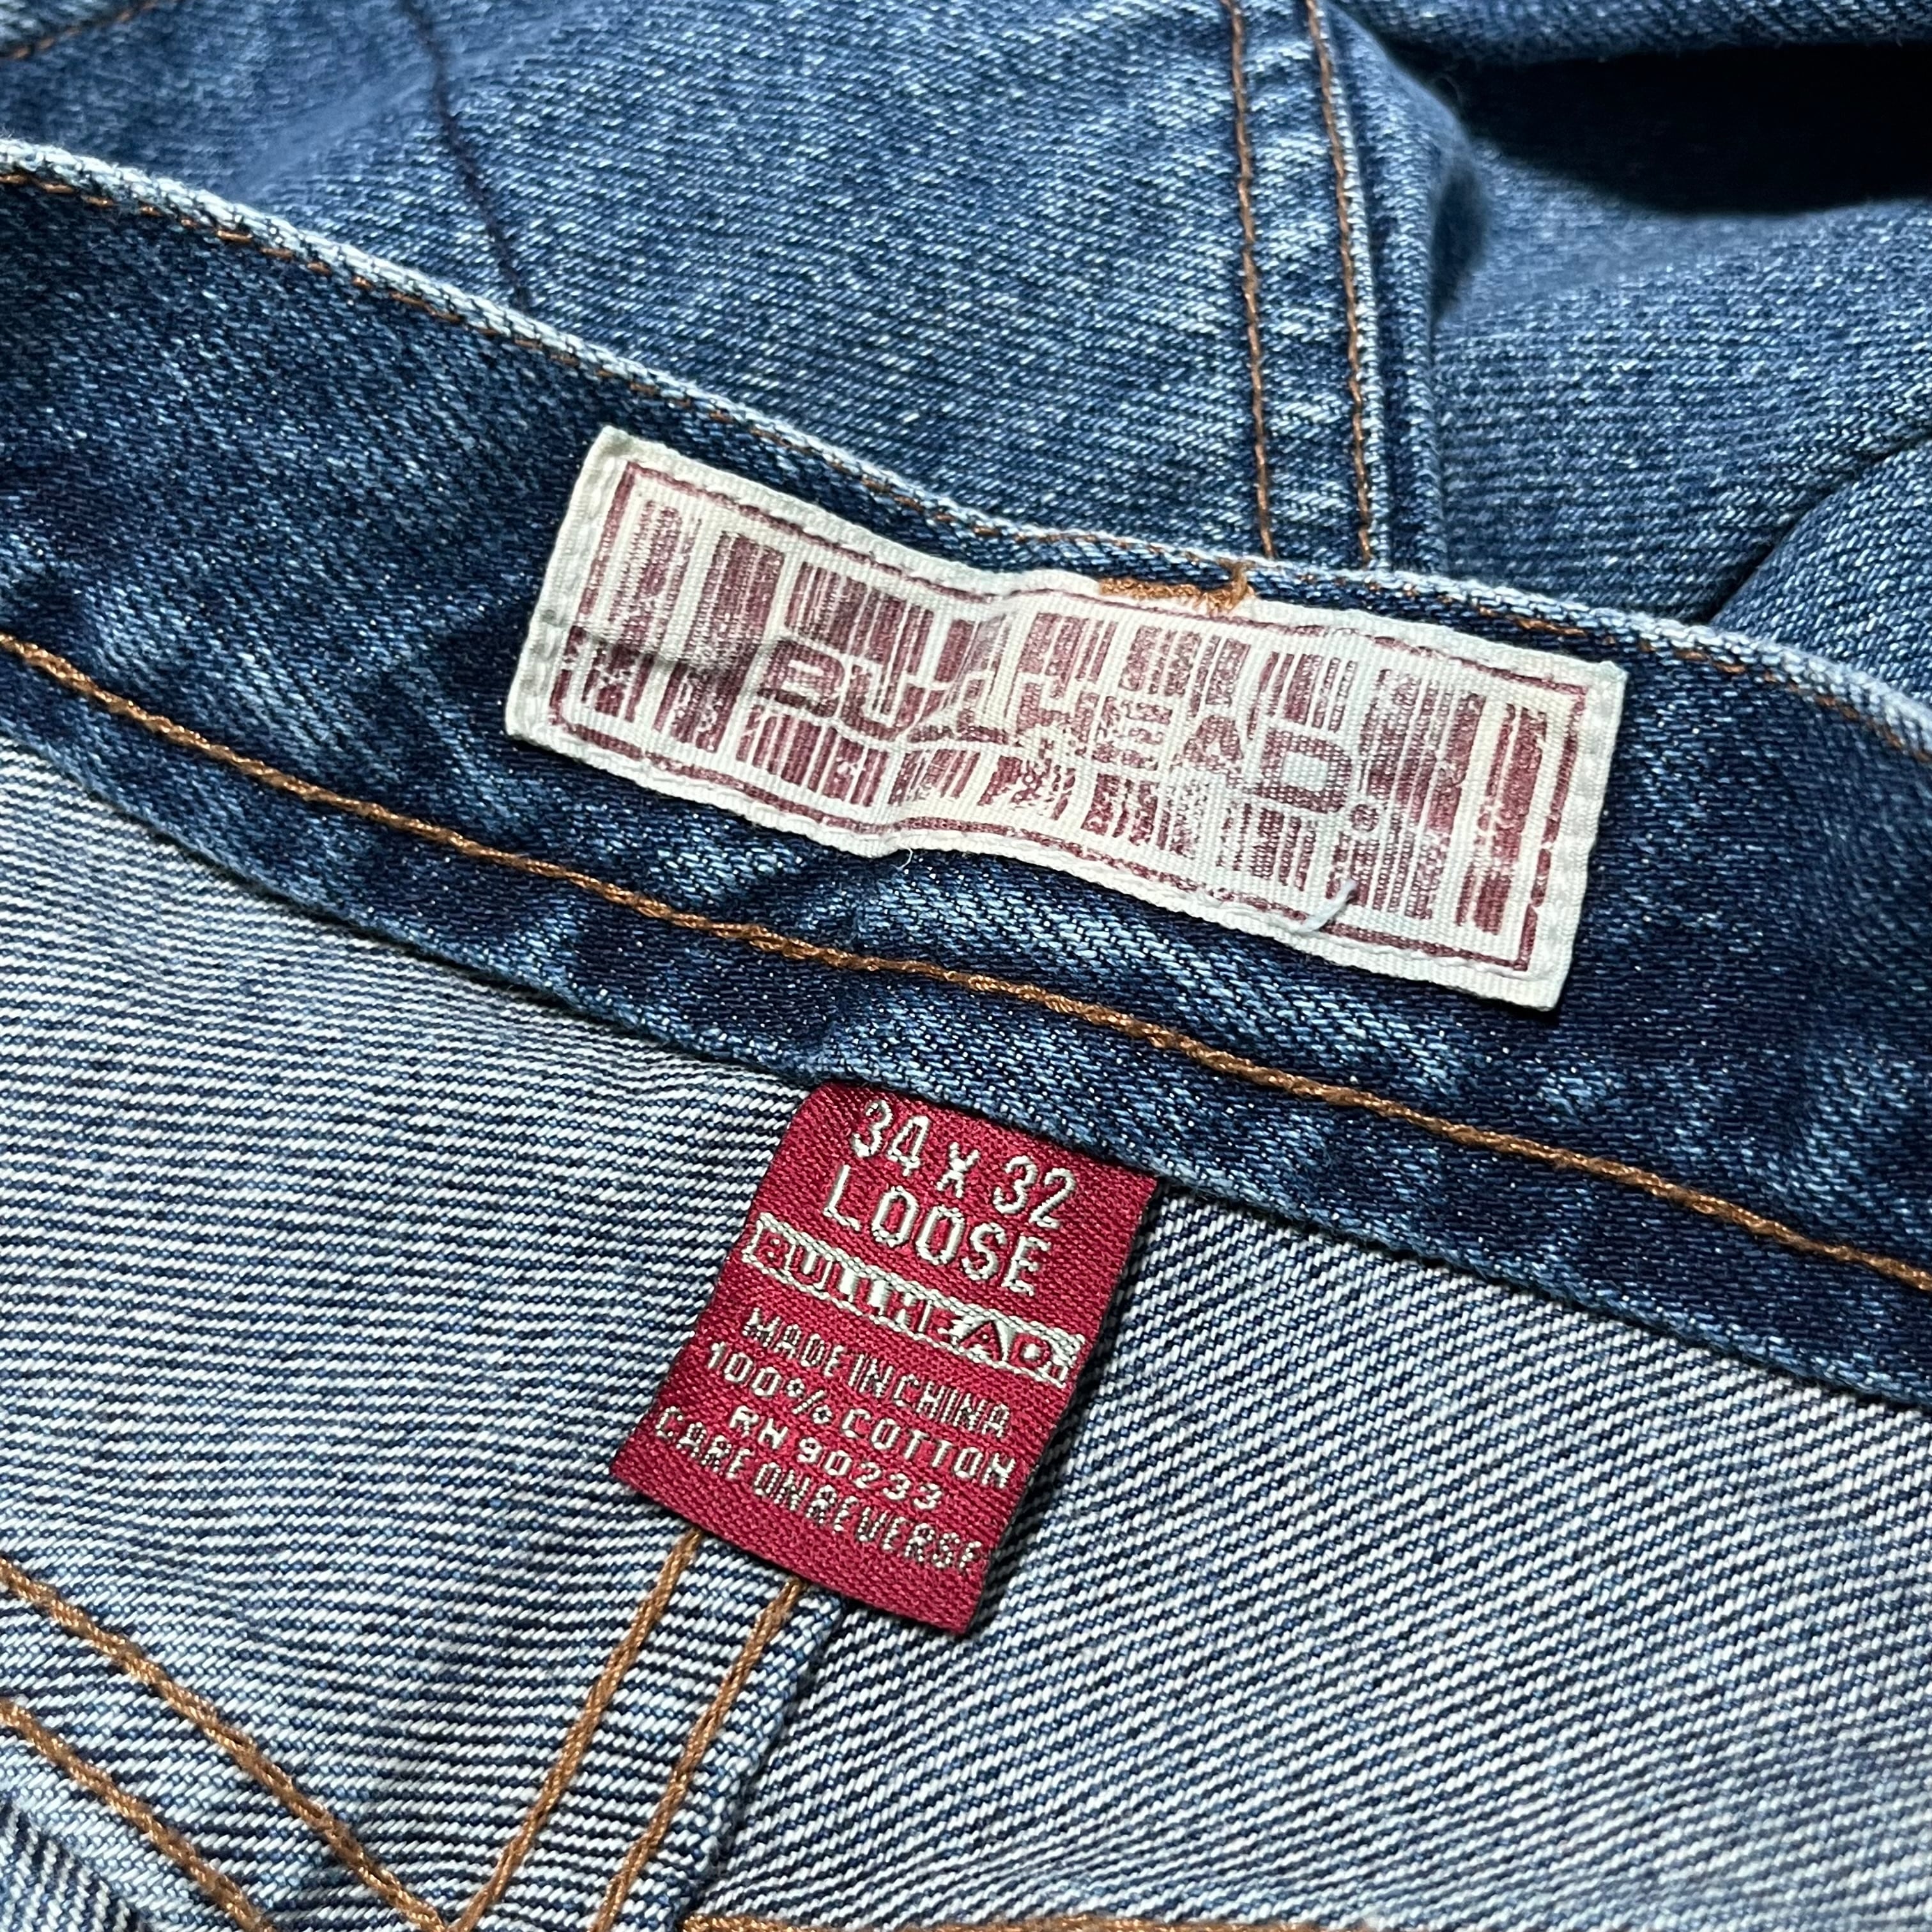 BULLHEAD®
34 X 32
LOOSE
BULLHEAD
MADE IN CHINA
100% COTTON
RN 90233
CARE ON REVERSE